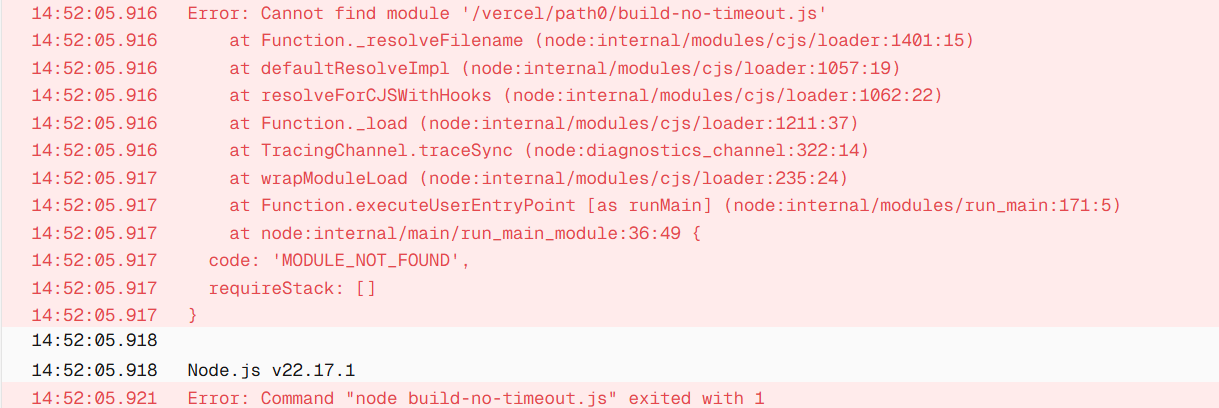 14:52:05.916 Error: Cannot find module '/vercel/path0/build-no-timeout.js'
14:52:05.916     at Function._resolveFilename (node:internal/modules/cjs/loader:1401:15)
14:52:05.916     at defaultResolveImpl (node:internal/modules/cjs/loader:1057:19)
14:52:05.916     at resolveForCJSWithHooks (node:internal/modules/cjs/loader:1062:22)
14:52:05.916     at Function._load (node:internal/modules/cjs/loader:1211:37)
14:52:05.916     at TracingChannel.traceSync (node:diagnostics_channel:322:14)
14:52:05.917     at wrapModuleLoad (node:internal/modules/cjs/loader:235:24)
14:52:05.917     at Function.executeUserEntryPoint [as runMain] (node:internal/modules/run_main:171:5)
14:52:05.917     at node:internal/main/run_main_module:36:49 {
14:52:05.917   code: 'MODULE_NOT_FOUND',
14:52:05.917   requireStack: []
14:52:05.917 }
14:52:05.918
14:52:05.918 Node.js v22.17.1
14:52:05.921 Error: Command "node build-no-timeout.js" exited with 1